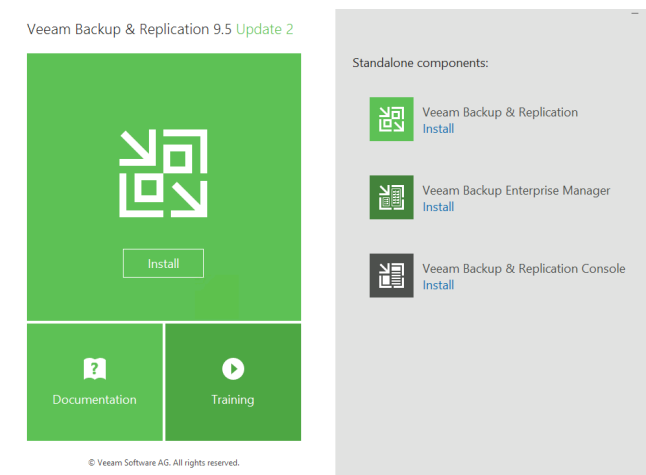 Veeam Backup & Replication 9.5 Update 2
Install
?
Documentation
Training
© Veeam Software AG. All rights reserved.
Standalone components:
Veeam Backup & Replication
Install
Veeam Backup Enterprise Manager
Install
Veeam Backup & Replication Console
Install